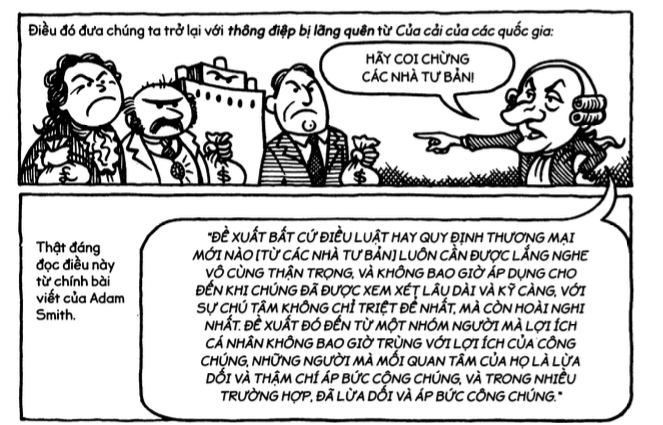 Điều đó đưa chúng ta trở lại với thông điệp bị lãng quên từ Của cải của các quốc gia:
HÃY COI CHỪNG
CÁC NHÀ TƯ BẢN!
£
$
$
Thật đáng
đọc điều này
từ chính bài
viết của Adam
Smith.
"ĐỀ XUẤT BẤT CỨ ĐIỀU LUẬT HAY QUY ĐỊNH THƯƠNG MẠI
MỚI NÀO [TỪ CÁC NHÀ TƯ BẢN] LUÔN CẦN ĐƯỢC LẮNG NGHE
VÔ CÙNG THẬN TRỌNG, VÀ KHÔNG BAO GIỜ ÁP DỤNG CHO
ĐẾN KHI CHÚNG ĐÃ ĐƯỢC XEM XÉT LÂU DÀI VÀ KỸ CÀNG, VỚI
SỰ CHÚ TÂM KHÔNG CHỈ TRIỆT ĐỂ NHẤT, MÀ CÒN HOÀI NGHI
NHẤT. ĐỀ XUẤT ĐÓ ĐẾN TỪ MỘT NHÓM NGƯỜI MÀ LỢI ÍCH
CÁ NHÂN KHÔNG BAO GIỜ TRÙNG VỚI LỢI ÍCH CỦA CÔNG
CHÚNG, NHỮNG NGƯỜI MÀ MỐI QUAN TÂM CỦA HỌ LÀ LỪA
DỐI VÀ THẬM CHÍ ÁP BỨC CÔNG CHÚNG, VÀ TRONG NHIỀU
TRƯỜNG HỢP, ĐÃ LỪA DỐI VÀ ÁP BỨC CÔNG CHÚNG."